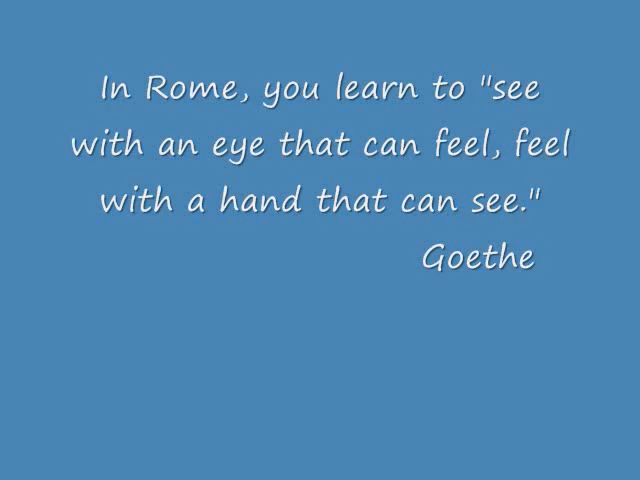 In Rome, you learn to "see
with an eye that can feel, feel
with a hand that can see."
Goethe